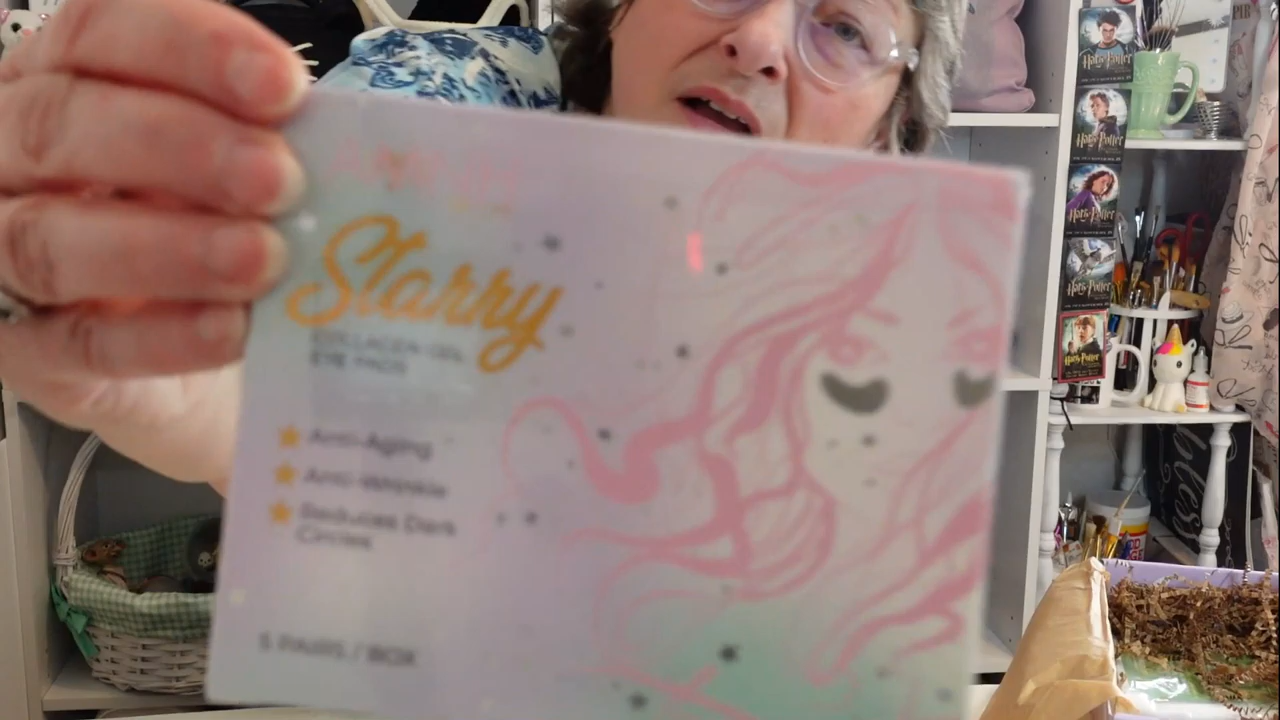 Starry
COLLAGEN GEL
EYE PADS
Anti-Aging
Anti-Wrinkle
Reduces Dark
Circles
5 PAIRS / BOX
Harry Potter
Harry Potter
Harry Potter
Harry Potter
Harry Potter